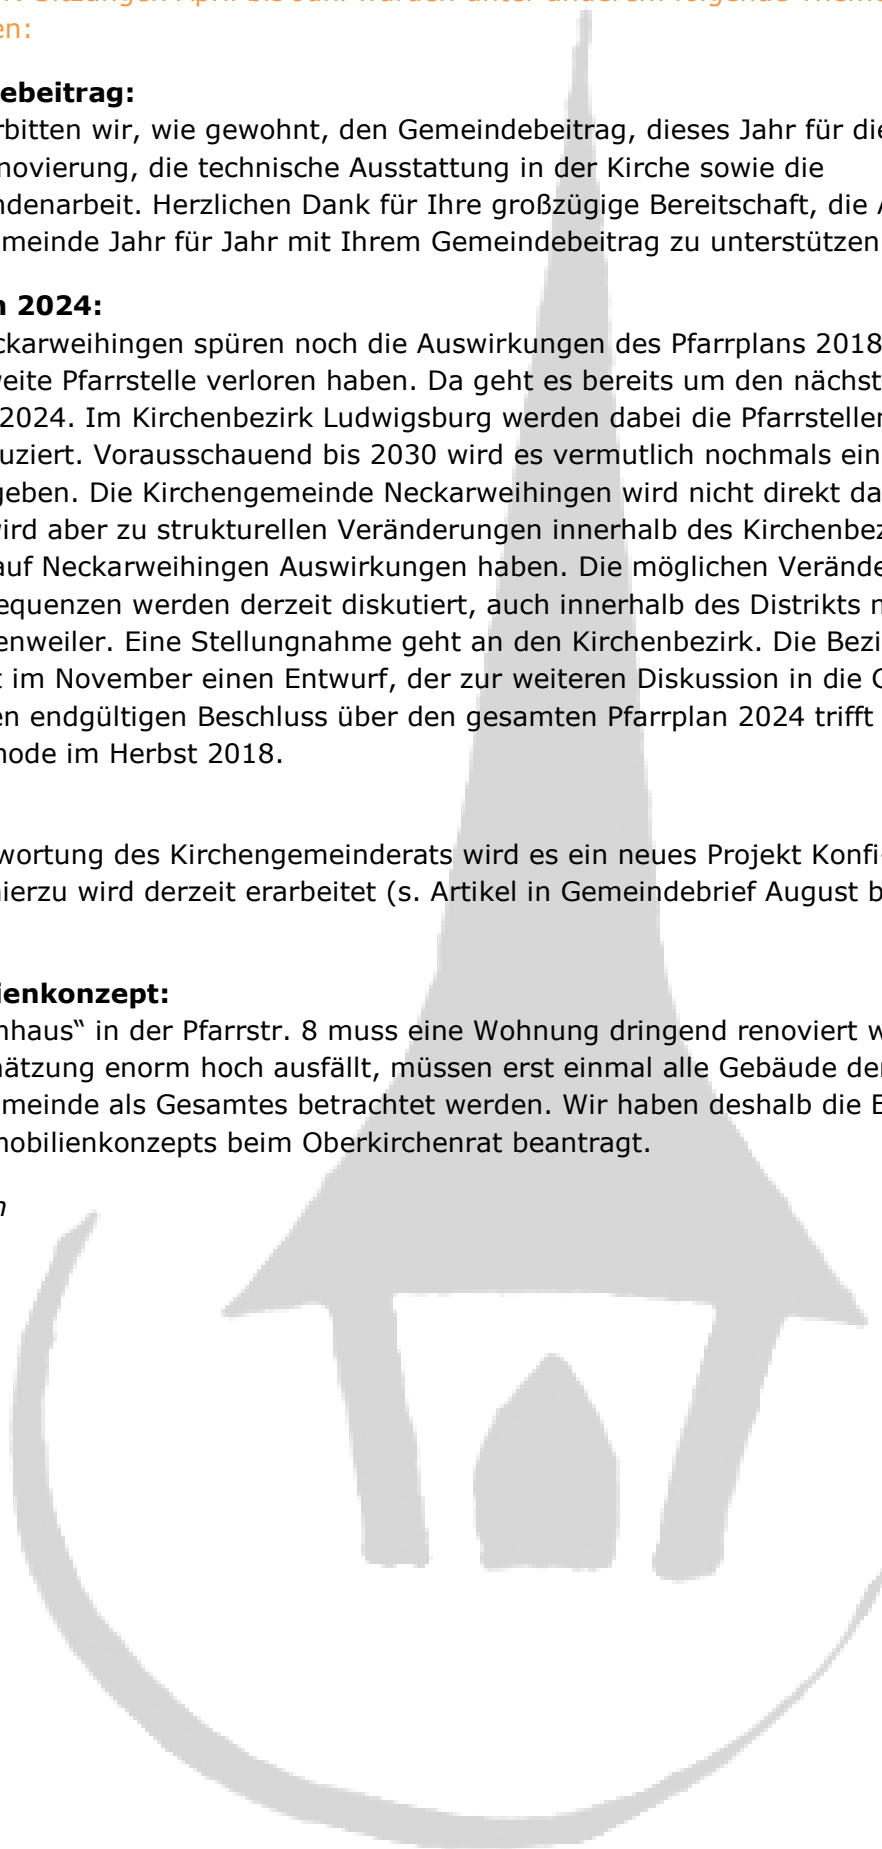 Sitzungen April bis Juli wurden unter anderem folgende
en:
ebeitrag:
rbitten wir, wie gewohnt, den Gemeindebeitrag, dieses Jahr für die
novierung, die technische Ausstattung in der Kirche sowie die
ndenarbeit. Herzlichen Dank für Ihre großzügige Bereitschaft, die A
meinde Jahr für Jahr mit Ihrem Gemeindebeitrag zu unterstützen
n 2024:
ckarweihingen spüren noch die Auswirkungen des Pfarrplans 2018
weite Pfarrstelle verloren haben. Da geht es bereits um den nächst
2024. Im Kirchenbezirk Ludwigsburg werden dabei die Pfarrstellen
uziert. Vorausschauend bis 2030 wird es vermutlich nochmals ein
geben. Die Kirchengemeinde Neckarweihingen wird nicht direkt da
wird aber zu strukturellen Veränderungen innerhalb des Kirchenbez
auf Neckarweihingen Auswirkungen haben. Die möglichen Verände
equenzen werden derzeit diskutiert, auch innerhalb des Distrikts n
enweiler. Eine Stellungnahme geht an den Kirchenbezirk. Die Bezi
t im November einen Entwurf, der zur weiteren Diskussion in die G
en endgültigen Beschluss über den gesamten Pfarrplan 2024 trifft
node im Herbst 2018.
wortung des Kirchengemeinderats wird es ein neues Projekt Konfi-
hierzu wird derzeit erarbeitet (s. Artikel in Gemeindebrief August b
ienkonzept:
nhaus“ in der Pfarrstr. 8 muss eine Wohnung dringend renoviert w
hätzung enorm hoch ausfällt, müssen erst einmal alle Gebäude der
meinde als Gesamtes betrachtet werden. Wir haben deshalb die E
mobilienkonzepts beim Oberkirchenrat beantragt.
n